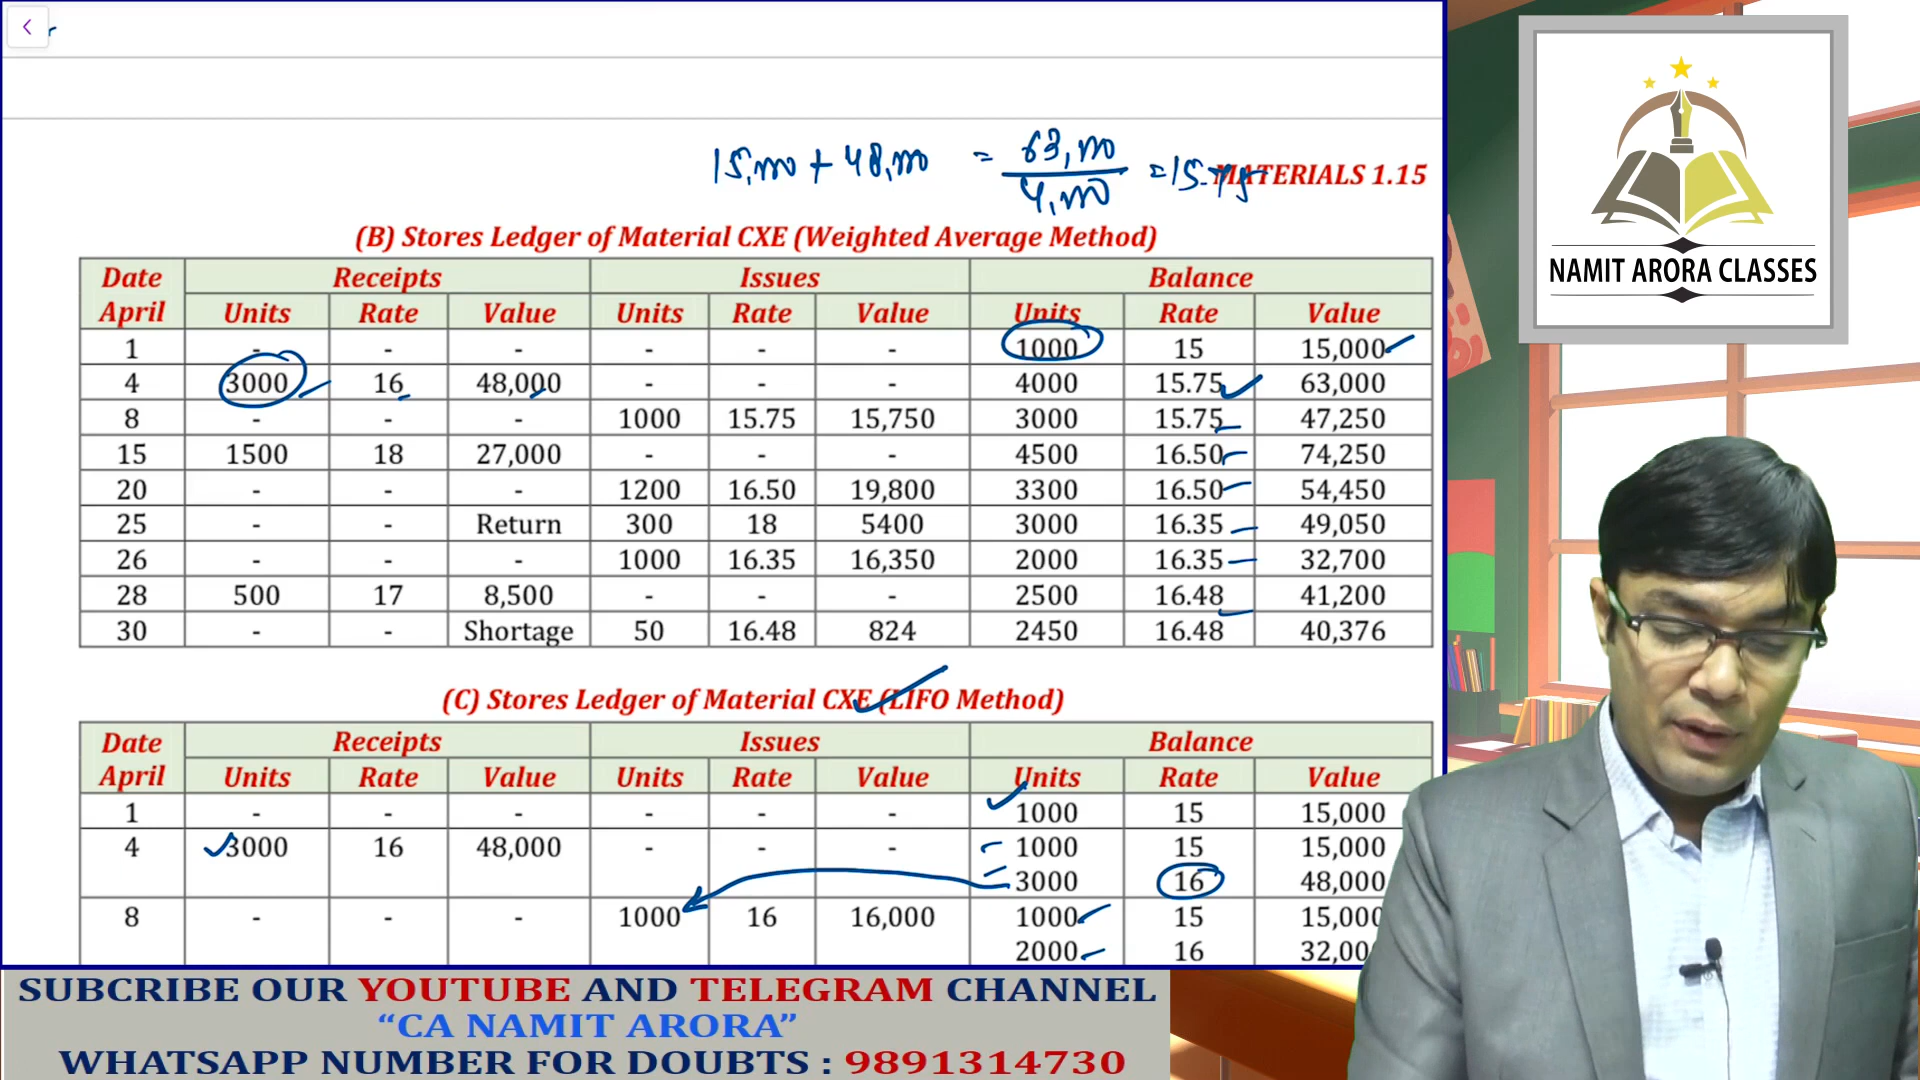 15,000 + 48,000 = 63,000 / 4,000 = 15.75
MATERIALS 1.15
(B) Stores Ledger of Material CXE (Weighted Average Method)
Date April Receipts Issues Balance
Units Rate Value Units Rate Value Units Rate Value
1 - - - - - - 1000 15 15,000
4 3000 16 48,000 - - - 4000 15.75 63,000
8 - - - 1000 15.75 15,750 3000 15.75 47,250
15 1500 18 27,000 - - - 4500 16.50 74,250
20 - - - 1200 16.50 19,800 3300 16.50 54,450
25 - - Return 300 18 5400 3000 16.35 49,050
26 - - - 1000 16.35 16,350 2000 16.35 32,700
28 500 17 8,500 - - - 2500 16.48 41,200
30 - - Shortage 50 16.48 824 2450 16.48 40,376
(C) Stores Ledger of Material CXE (LIFO Method)
Date April Receipts Issues Balance
Units Rate Value Units Rate Value Units Rate Value
1 - - - - - - 1000 15 15,000
4 3000 16 48,000 - - - 1000 15 15,000
3000 16 48,000
8 - - - 1000 16 16,000 1000 15 15,000
2000 16 32,00
NAMIT ARORA CLASSES
SUBCRIBE OUR YOUTUBE AND TELEGRAM CHANNEL
“CA NAMIT ARORA”
WHATSAPP NUMBER FOR DOUBTS : 9891314730